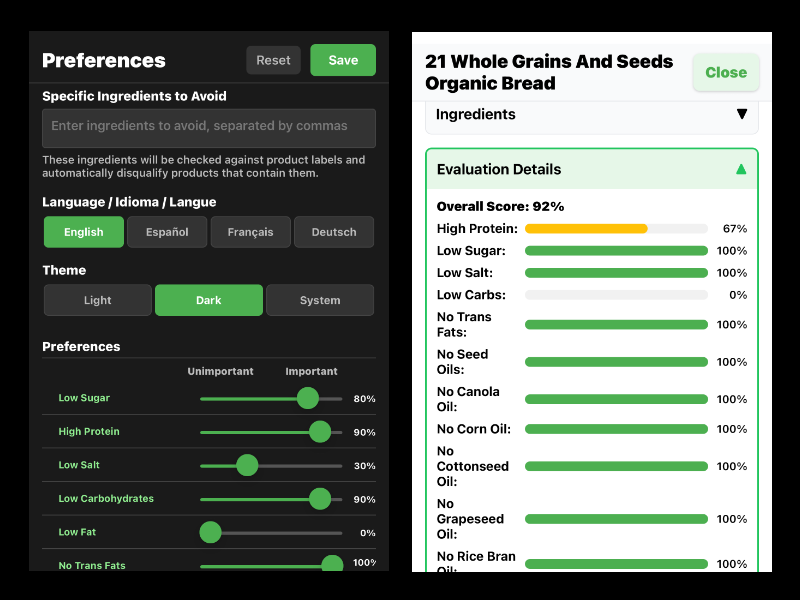 Preferences
Reset
Save
Specific Ingredients to Avoid
Enter ingredients to avoid, separated by commas
These ingredients will be checked against product labels and
automatically disqualify products that contain them.
Language / Idioma / Langue
English
Español
Français
Deutsch
Theme
Light
Dark
System
Preferences
Unimportant
Important
Low Sugar
80%
High Protein
90%
Low Salt
30%
Low Carbohydrates
90%
Low Fat
0%
No Trans Fats
100%
21 Whole Grains And Seeds
Organic Bread
Close
Ingredients
Evaluation Details
Overall Score: 92%
High Protein:
67%
Low Sugar:
100%
Low Salt:
100%
Low Carbs:
0%
No Trans
Fats:
100%
No Seed
Oils:
100%
No Canola
Oil:
100%
No Corn Oil:
100%
No
Cottonseed
Oil:
100%
No
Grapeseed
Oil:
100%
No Rice Bran
Oil:
100%